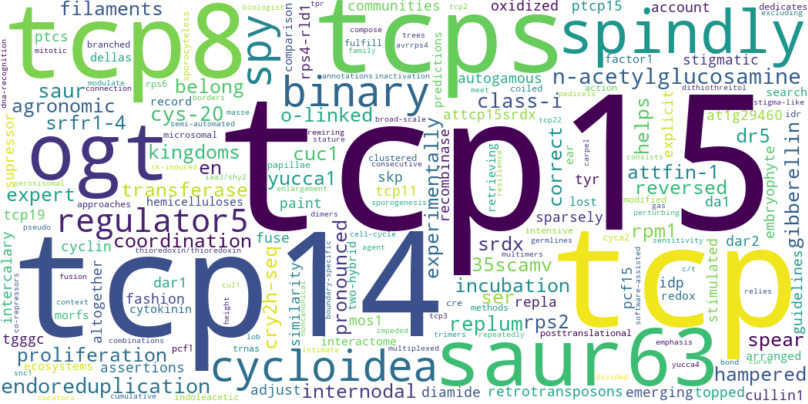 filaments
tcp8
spy
tcps
spindly
communities
oxidized
ptcp15
account
dedicates
excluding
biologist
tpr
tcp2
compose
trees
fulfill
avrrps4
family
annotations
inactivation
modulate
connection
rps6
borders
meet
coiled
action
mitotic
branched
ptcs
dellas
sporocyteless
comparison
rps4-rld1
predictions
factor1
stigmatic
autogamous
n-acetylglucosamine
dna-recognition
saur
belong
binary
class-i
agronomic
record
semi-automated
cys-20
o-linked
attcp15srdx
tcp22
dithiothreitol
stigma-like
pedicels
search
srfr1-4
microsomal
broad-scale
rewiring
stature
recombinase
helps
explicit
at1g29460
idr
masse
supressor
ogt
kingdoms
en
cuc1
papillae
clustered
consecutive
experimentally
retrieving
resistence
ear
correct
carpel
consists
dr5
tcp15
transferase
yucca1
skp
tcp11
tyr
attfin-1
reversed
embryophyte
gibberellin
peroxisomal
ck-induced
iaa3/shy2
enlargement
sporogenesis
expert
approaches
hemicelluloses
paint
lost
modified
da1
tcp19
pseudo
regulator5
dimers
sparsely
gas
perturbing
rpm1
guidelines
cyclin
thioredoxin/thioredoxin
fuse
cell-cycle
srdx
intensive
germlines
cyca2
sensitivity
dar2
intercalary
coordination
pronounced
agent
two-hybrid
35scamv
multimers
c/t
tcp14
tcp
fusion
cul1
cry2h-seq
similarity
noncanonical
boundary-specific
incubation
cre
repla
pcf15
idp
redox
software-assisted
stimulated
relies
co-repressors
context
altogether
dar1
fashion
cytokinin
height
mos1
impeded
tcp3
ser
methods
replum
rps2
tgggc
morfs
combinations
lob
interactome
trimers
posttranslational
emphasis
spear
proliferation
pcf1
trnas
intimate
multiplexed
repeatedly
cycloidea
saur63
yucca4
bond
curve
arranged
snc1
ecosystems
assertions
divided
hampered
endoreduplication
adjust
internodal
diamide
retrotransposons
emerging
topped
curators
cumulative
indoleacetic
cullin1